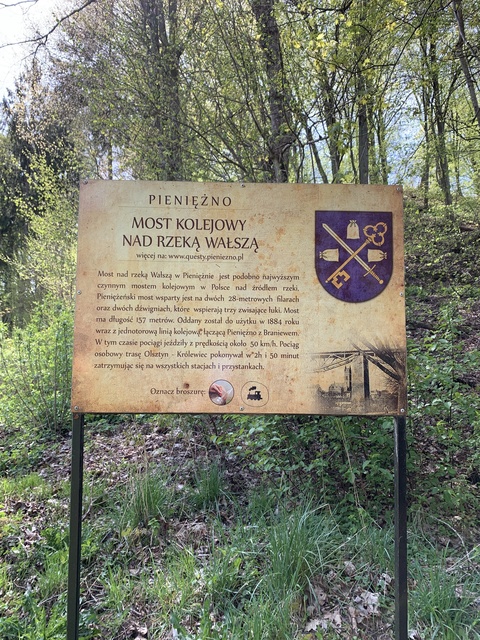 PIENIĘŻNO
MOST KOLEJOWY
NAD RZEKĄ WAŁSZĄ
więcej na: www.questy.pieniezno.pl
Most nad rzeką Wałszą w Pieniężnie jest podobno najwyższym
czynnym mostem kolejowym w Polsce nad źródłem rzeki.
Pieniężeński most wsparty jest na dwóch 28-metrowych filarach
oraz dwóch dźwigniach, które wspierają trzy zwisające łuki. Most
ma długość 157 metrów. Oddany został do użytku w 1884 roku
wraz z jednotorową linią kolejową, łączącą Pieniężno z Braniewem.
W tym czasie pociągi jeździły z prędkością około 50 km/h. Pociąg
osobowy trasę Olsztyn - Królewiec pokonywał w 2h i 50 minut
zatrzymując się na wszystkich stacjach i przystankach.
Oznacz broszurę: